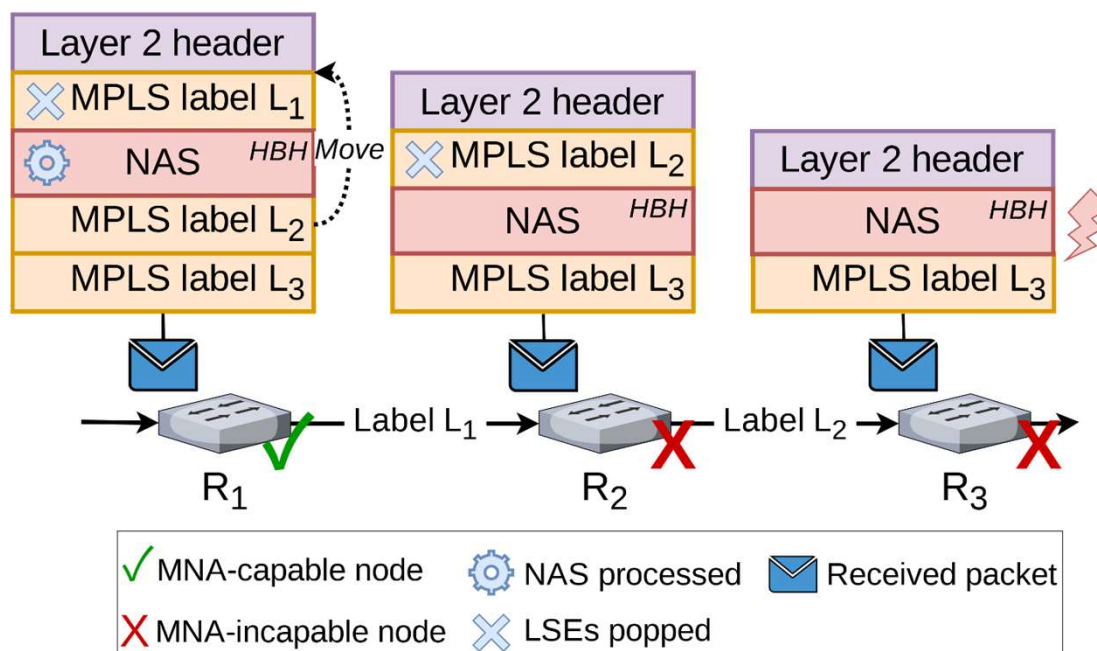 Layer 2 header
MPLS label L₁
NAS HBH Move
MPLS label L₂
MPLS label L₃
Layer 2 header
MPLS label L₂
NAS HBH
MPLS label L₃
Layer 2 header
NAS HBH
MPLS label L₃
Label L₁
Label L₂
R₁
R₂
R₃
MNA-capable node
NAS processed
Received packet
MNA-incapable node
LSEs popped